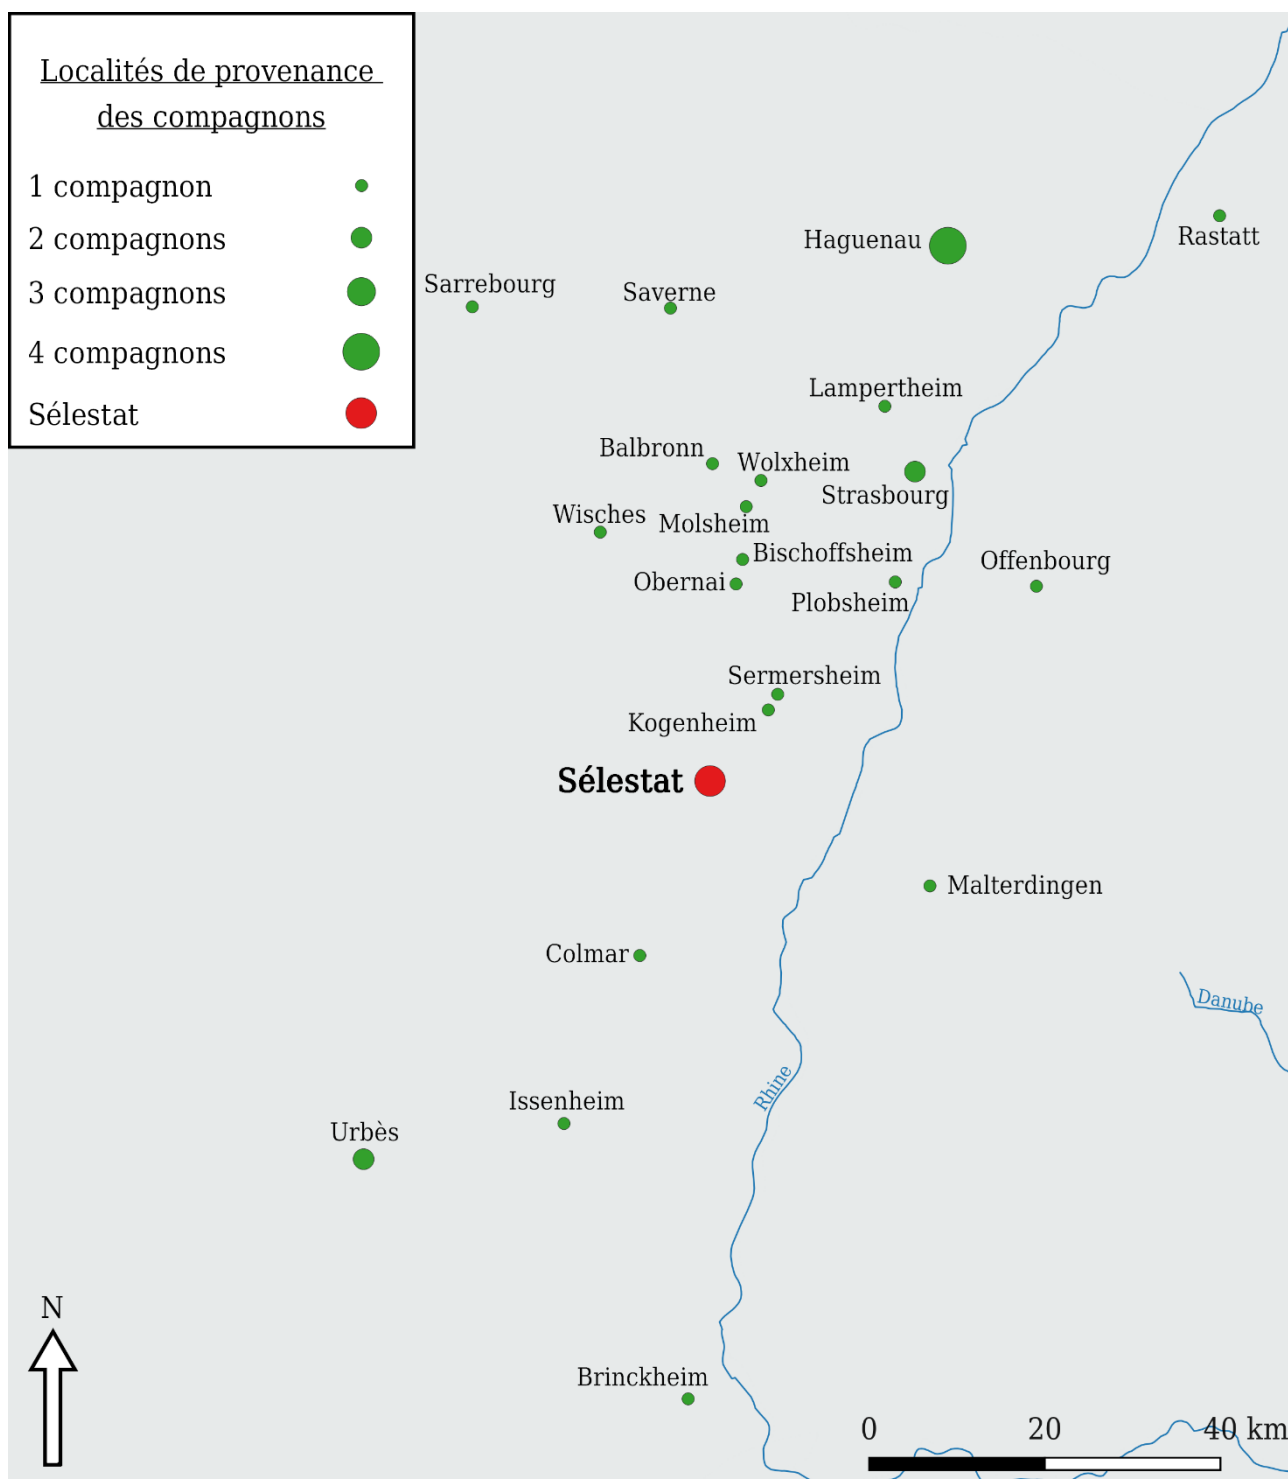 Localités de provenance
des compagnons
1 compagnon
2 compagnons
3 compagnons
4 compagnons
Sélestat
Haguenau
Rastatt
Sarrebourg
Saverne
Lampertheim
Balbronn
Wolxheim
Strasbourg
Wisches
Molsheim
Bischoffsheim
Offenbourg
Obernai
Plobsheim
Sermersheim
Kogenheim
Sélestat
Malterdingen
Colmar
Danube
Rhine
Issenheim
Urbès
N
Brinckheim
0 20 40 km